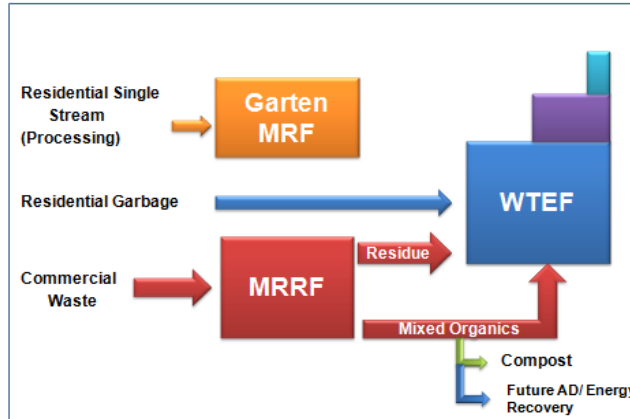 Residential Single
Stream
(Processing)
Garten
MRF
Residential Garbage
WTEF
Commercial
Waste
MRRF
Residue
Mixed Organics
Compost
Future AD/ Energy
Recovery